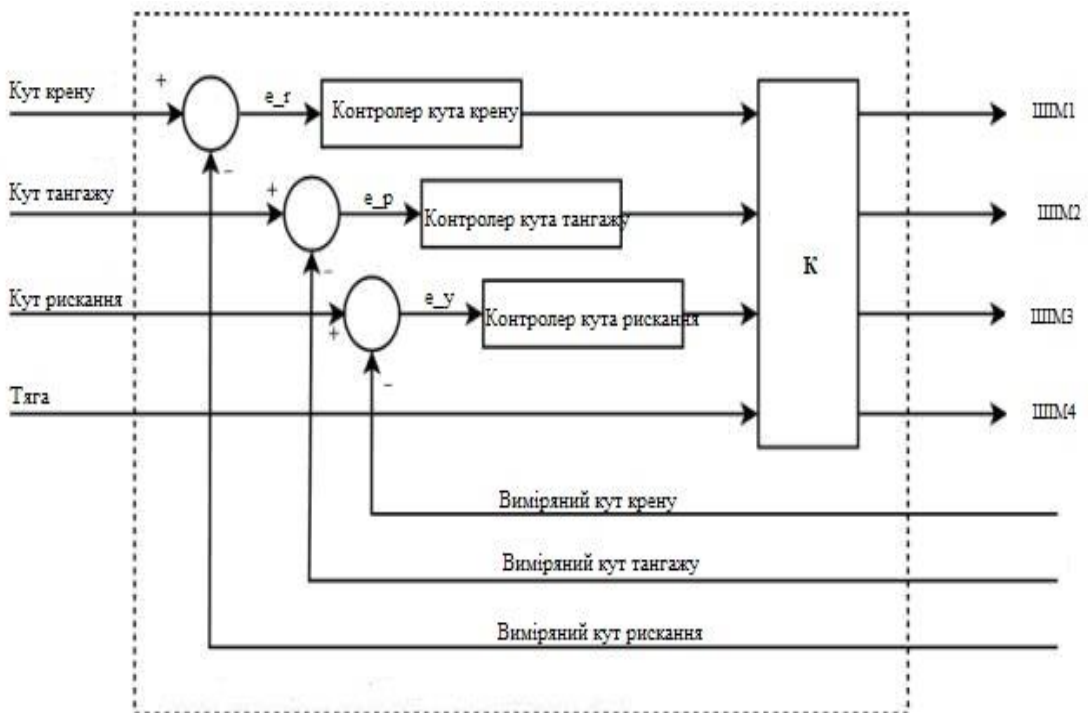 Кут крену
+
e_r
Контролер кута крену
ШІМ1
-
Кут тангажу
+
e_p
Контролер кута тангажу
ШІМ2
-
К
Кут рискання
+
e_y
Контролер кута рискання
ШІМ3
-
Тяга
ШІМ4
Виміряний кут крену
Виміряний кут тангажу
Виміряний кут рискання